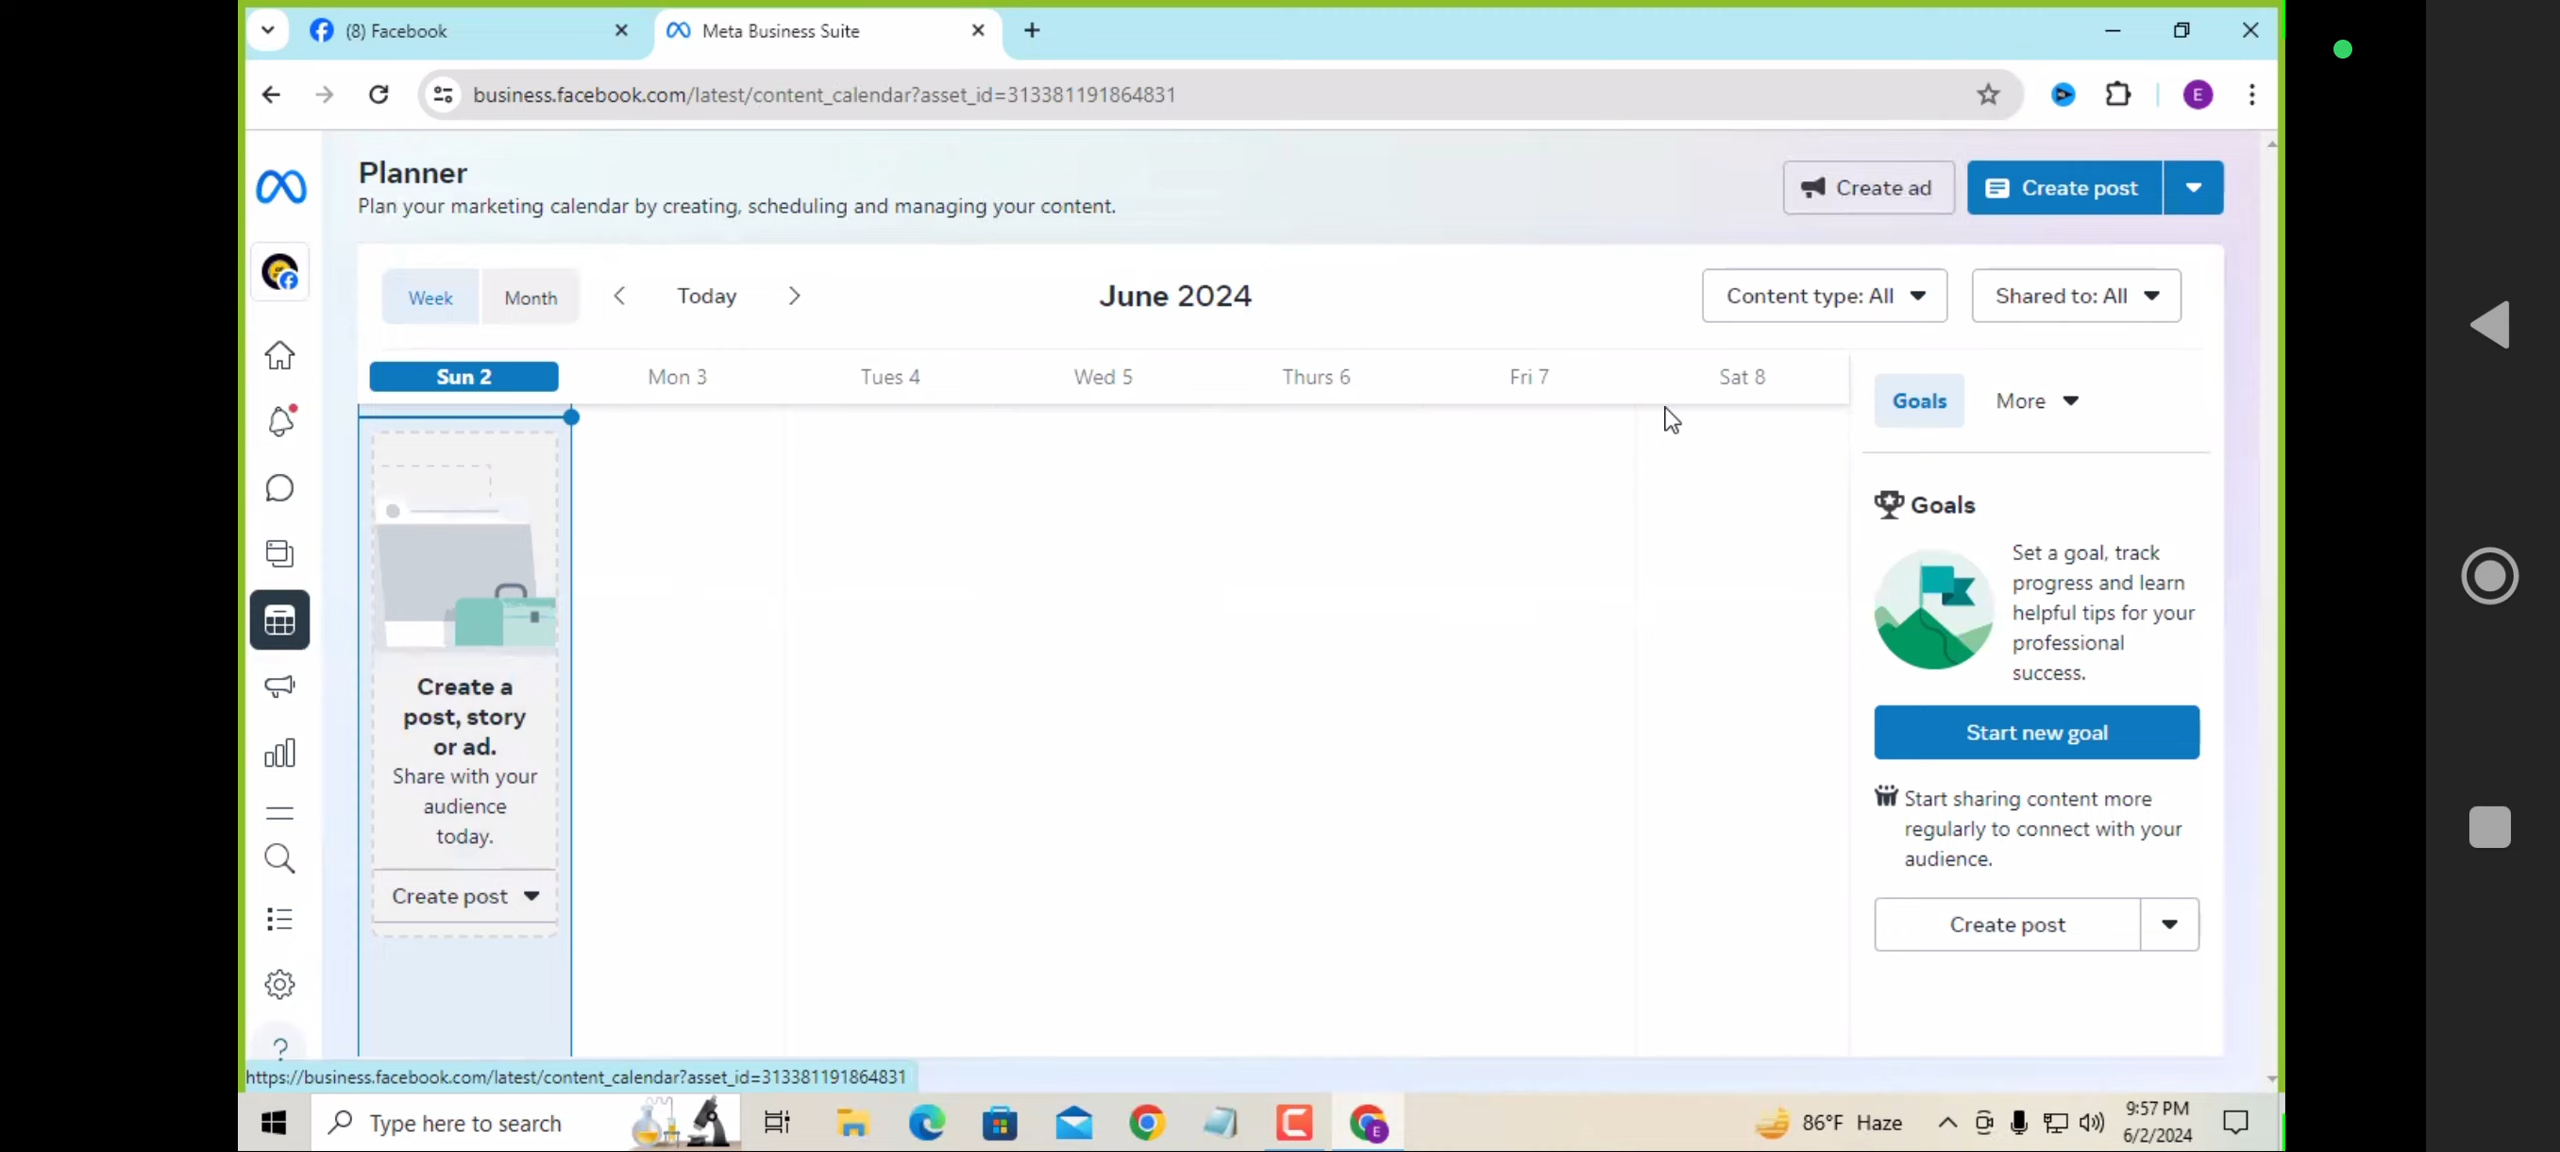 (8) Facebook
Meta Business Suite
business.facebook.com/latest/content_calendar?asset_id=313381191864831
E
Planner
Plan your marketing calendar by creating, scheduling and managing your content.
Create ad
Create post
Week
Month
Today
June 2024
Content type: All
Shared to: All
Sun 2
Mon 3
Tues 4
Wed 5
Thurs 6
Fri 7
Sat 8
Create a
post, story
or ad.
Share with your
audience
today.
Create post
Goals
More
Goals
Set a goal, track
progress and learn
helpful tips for your
professional
success.
Start new goal
Start sharing content more
regularly to connect with your
audience.
Create post
?
https://business.facebook.com/latest/content_calendar?asset_id=313381191864831
Type here to search
E
86°F Haze
9:57 PM
6/2/2024